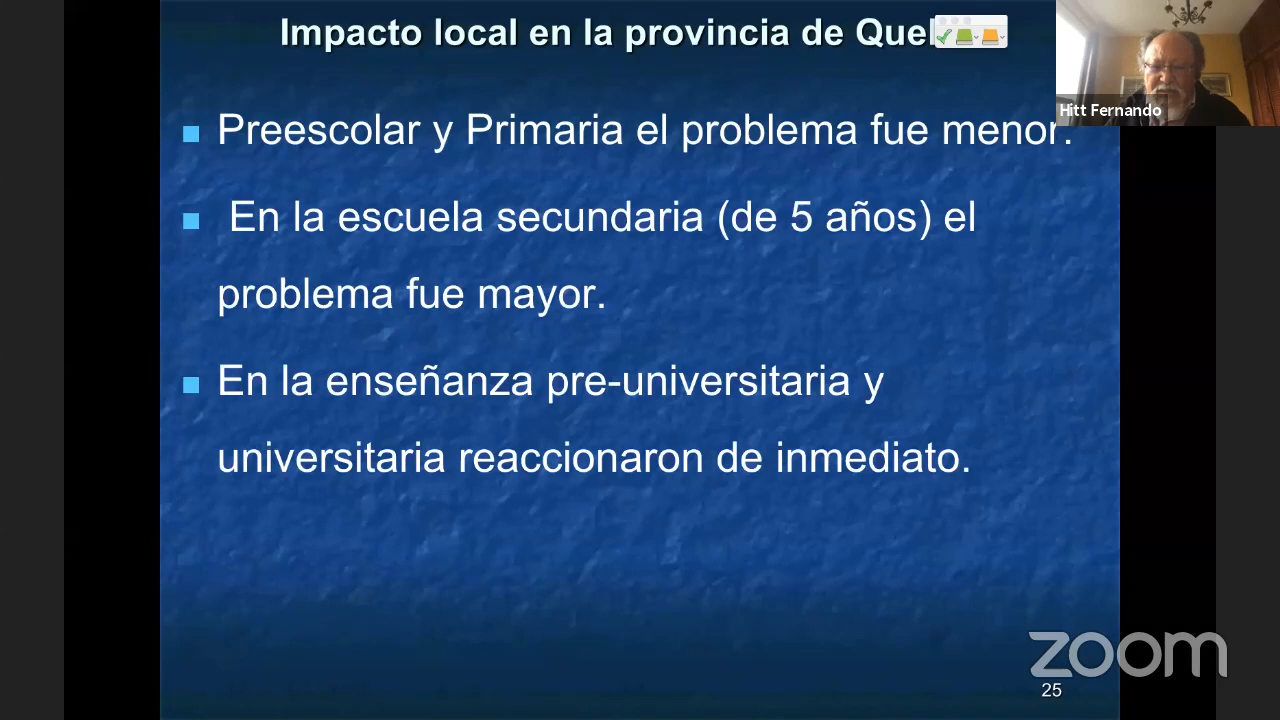 Impacto local en la provincia de
Hitt Fernando
Preescolar y Primaria el problema fue menor.
En la escuela secundaria (de 5 años) el
problema fue mayor.
En la enseñanza pre-universitaria y
universitaria reaccionaron de inmediato.
zoom
25